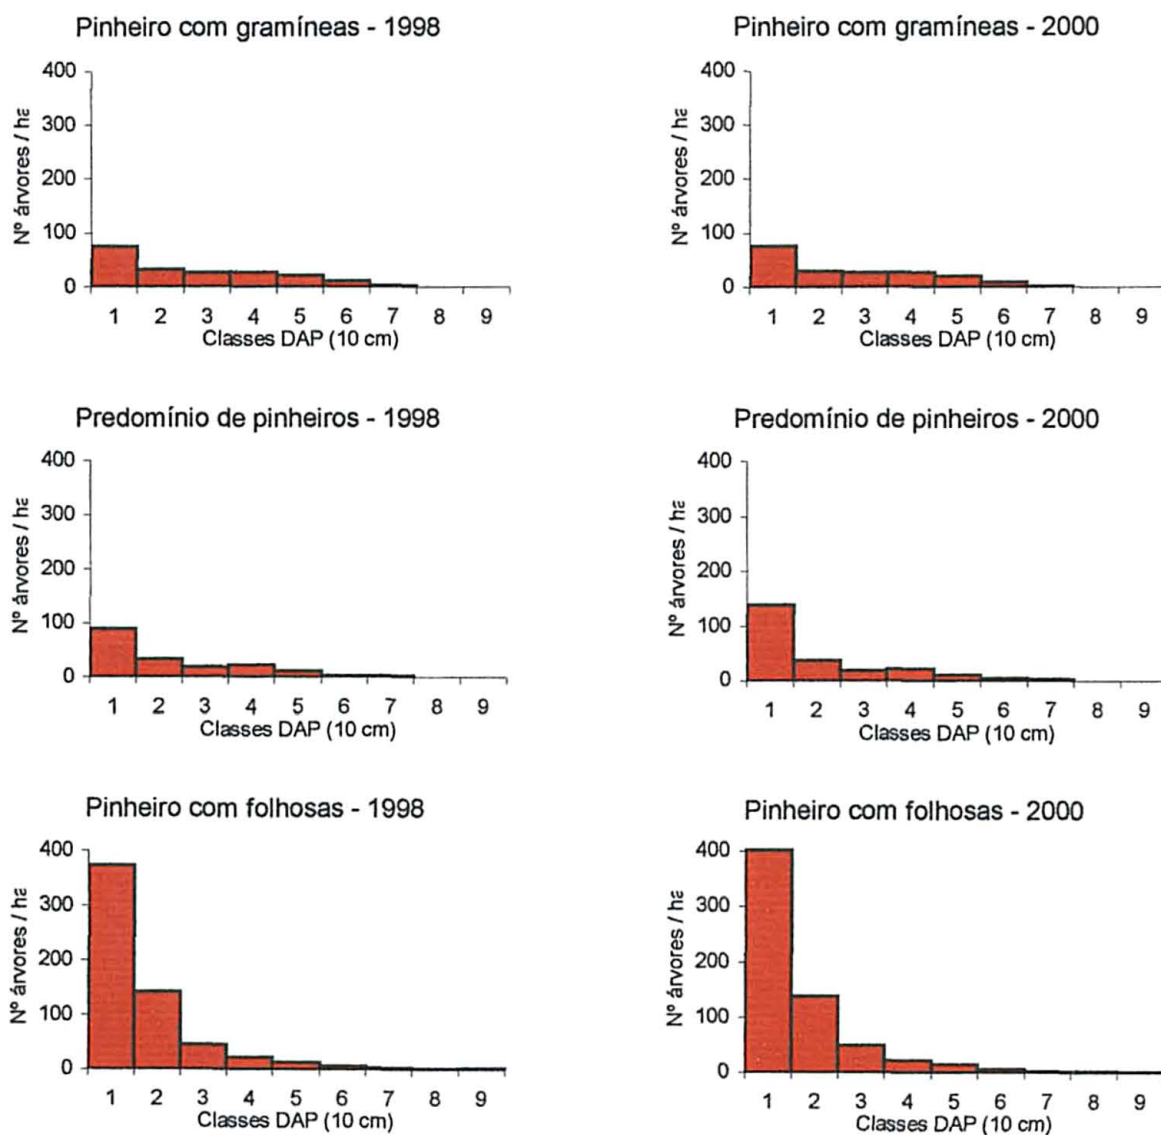 Pinheiro com gramíneas - 1998
400
300
200
100
0
Nº árvores / ha
1 2 3 4 5 6 7 8 9
Classes DAP (10 cm)
Pinheiro com gramíneas - 2000
400
300
200
100
0
Nº árvores / ha
1 2 3 4 5 6 7 8 9
Classes DAP (10 cm)
Predomínio de pinheiros - 1998
400
300
200
100
0
Nº árvores / ha
1 2 3 4 5 6 7 8 9
Classes DAP (10 cm)
Predomínio de pinheiros - 2000
400
300
200
100
0
Nº árvores / ha
1 2 3 4 5 6 7 8 9
Classes DAP (10 cm)
Pinheiro com folhosas - 1998
400
300
200
100
0
Nº árvores / ha
1 2 3 4 5 6 7 8 9
Classes DAP (10 cm)
Pinheiro com folhosas - 2000
400
300
200
100
0
Nº árvores / ha
1 2 3 4 5 6 7 8 9
Classes DAP (10 cm)